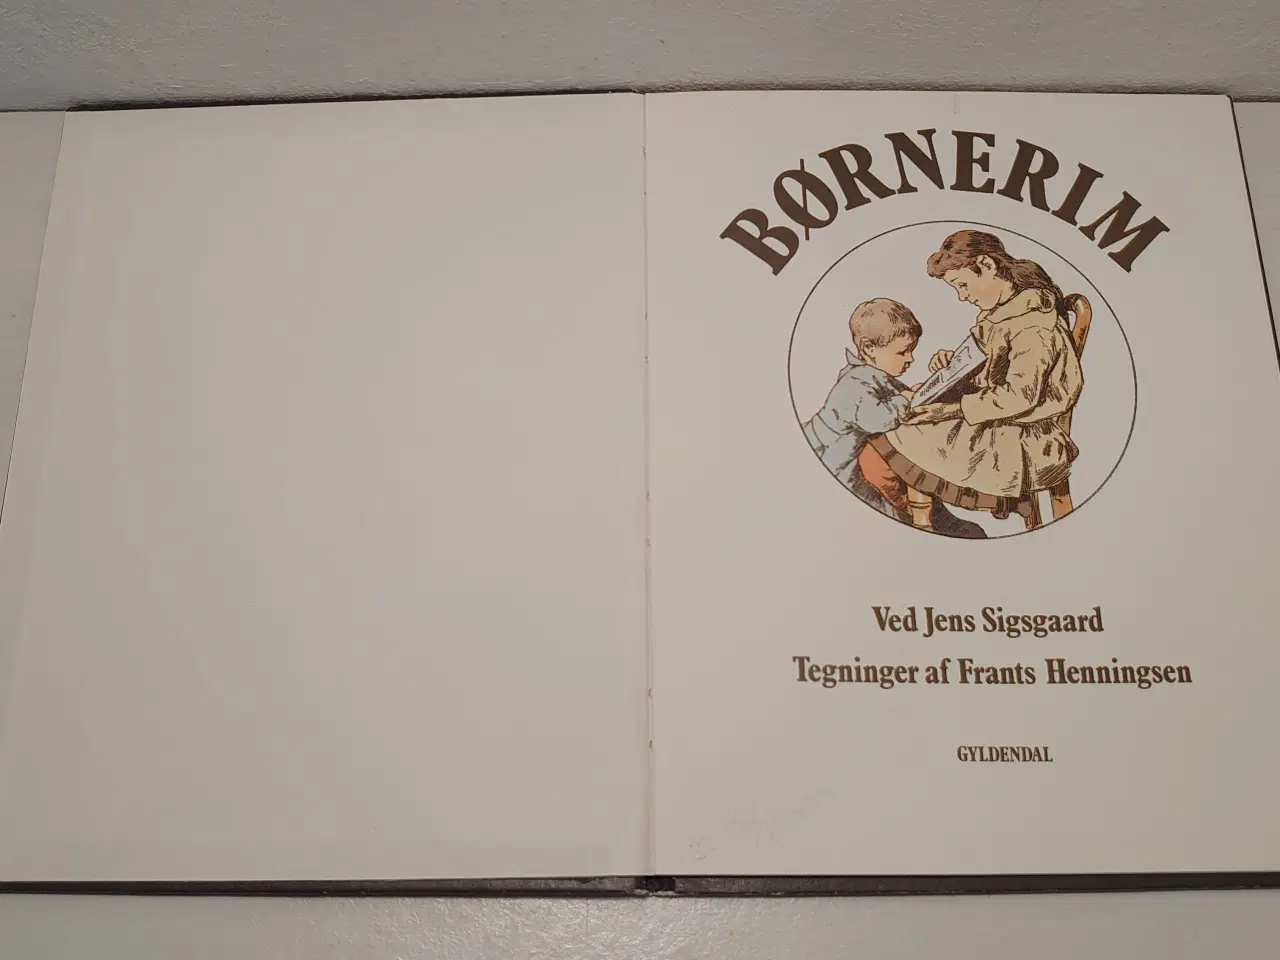 BØRNERIM
Ved Jens Sigsgaard
Tegninger af Frants Henningsen
GYLDENDAL